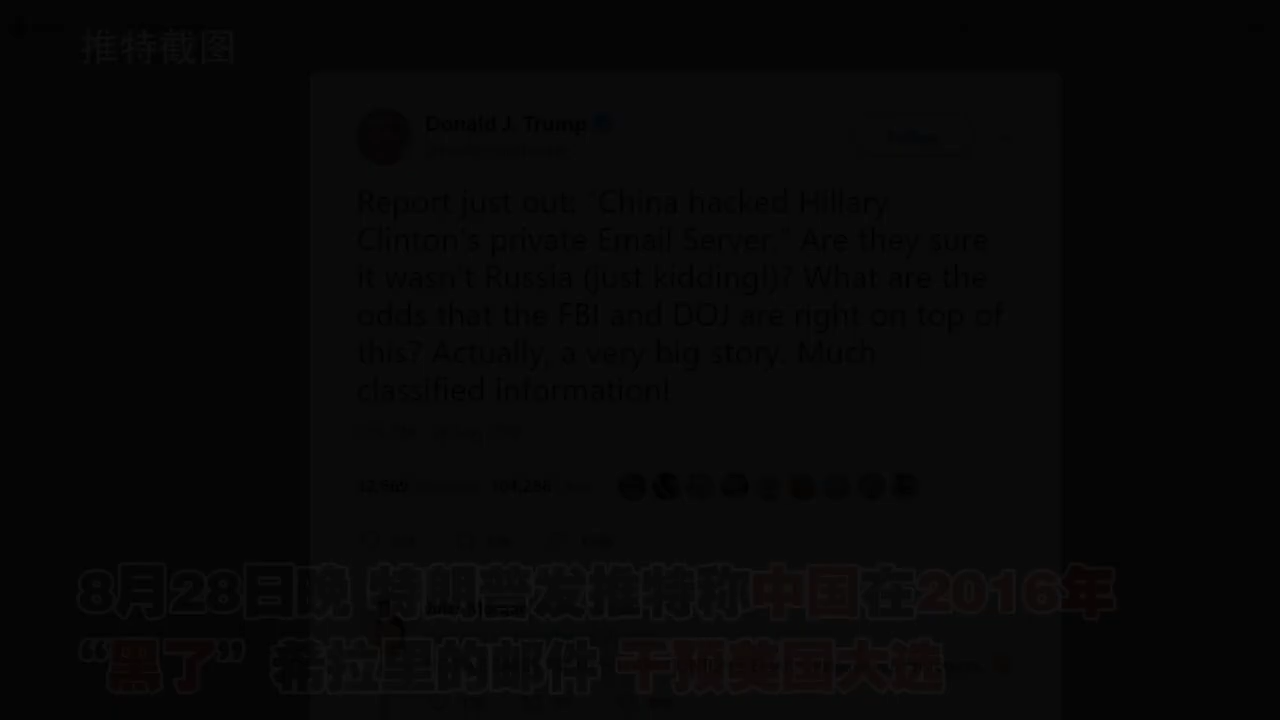 推特截图
Donald J. Trump
Follow
Report just out: "China hacked Hillary
Clinton's private Email Server." Are they sure
it wasn't Russia (just kidding!)? What are the
odds that the FBI and DOJ are right on top of
this? Actually, a very big story. Much
classified information!
8月28日晚 特朗普发推特称中国在2016年
“黑了” 希拉里的邮件 干预美国大选